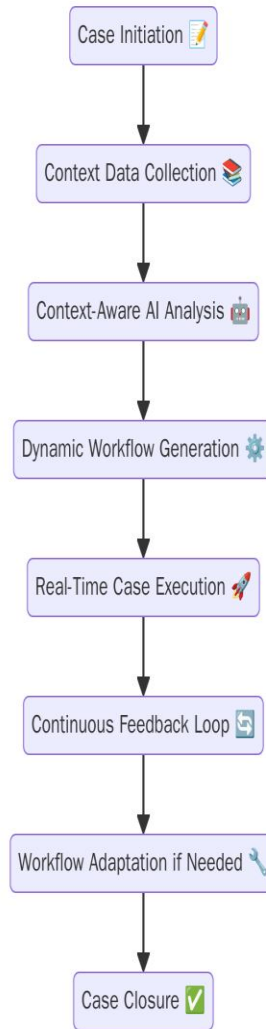 Case Initiation 📝
Context Data Collection 📚
Context-Aware AI Analysis 🤖
Dynamic Workflow Generation ⚙️
Real-Time Case Execution 🚀
Continuous Feedback Loop 🔄
Workflow Adaptation if Needed 🔧
Case Closure ✅